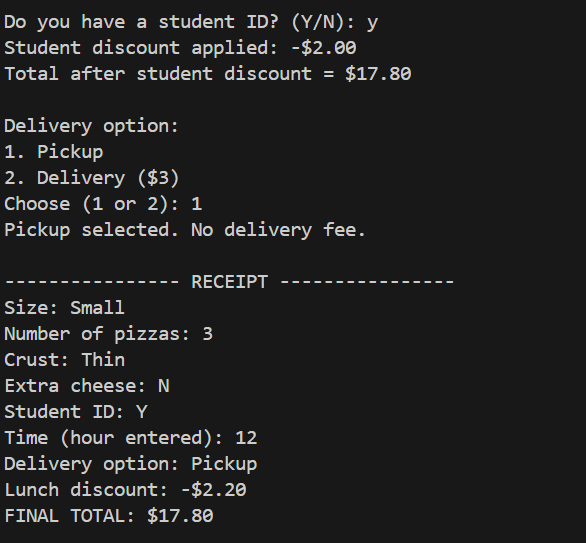 Do you have a student ID? (Y/N): y
Student discount applied: -$2.00
Total after student discount = $17.80
Delivery option:
1. Pickup
2. Delivery ($3)
Choose (1 or 2): 1
Pickup selected. No delivery fee.
---------------- RECEIPT ----------------
Size: Small
Number of pizzas: 3
Crust: Thin
Extra cheese: N
Student ID: Y
Time (hour entered): 12
Delivery option: Pickup
Lunch discount: -$2.20
FINAL TOTAL: $17.80